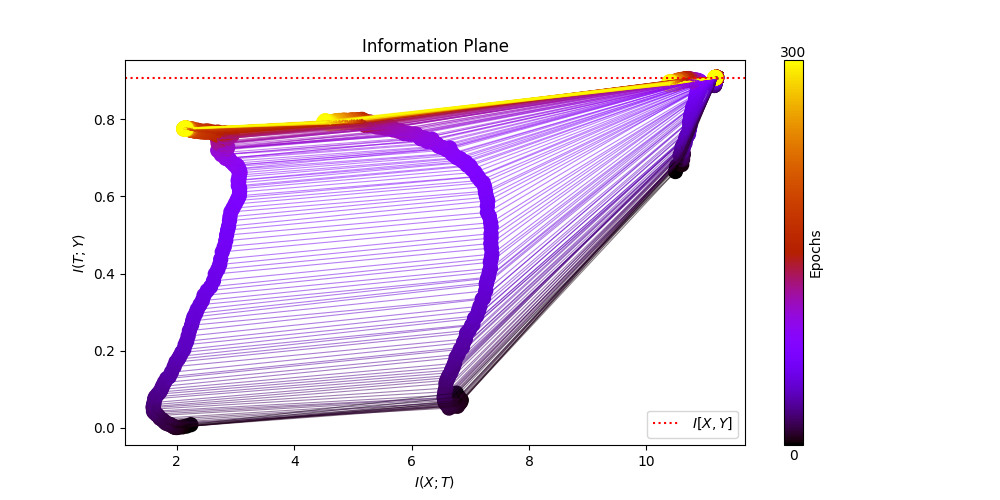 Information Plane
300
0.8
0.6
0.4
0.2
0.0
I(T; Y)
Epochs
I[X, Y]
2
4
6
8
10
0
I(X; T)